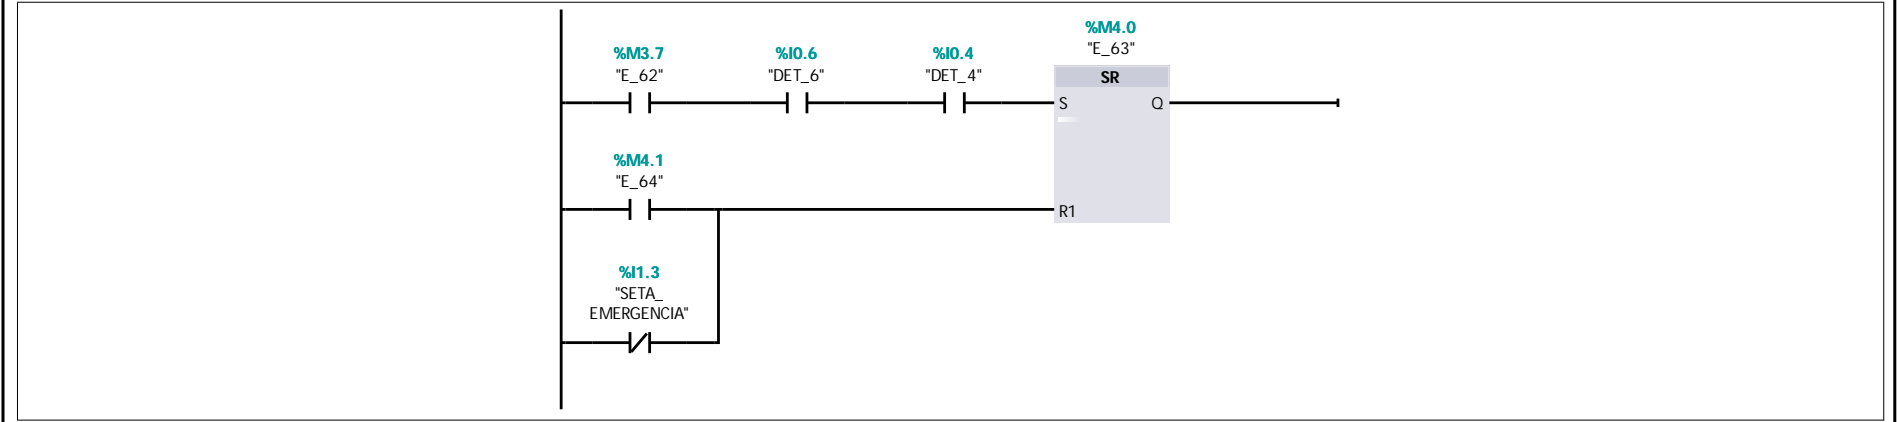 %M4.0
"E_63"
%M3.7
"E_62"
%I0.6
"DET_6"
%I0.4
"DET_4"
SR
S
Q
%M4.1
"E_64"
R1
%I1.3
"SETA_
EMERGENCIA"